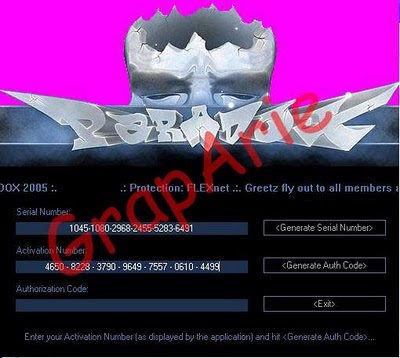 PARADOX
GrapArie
DOX 2005 :. .: Protection: FLEXnet .:. Greetz fly out to all members a
Serial Number:
1045-1080-2968-2455-5283-6491
<Generate Serial Number>
Activation Number:
4650 - 8228 - 3790 - 9649 - 7557 - 0610 - 4499
<Generate Auth Code>
Authorization Code:
<Exit>
Enter your Activation Number (as displayed by the application) and hit <Generate Auth Code>...